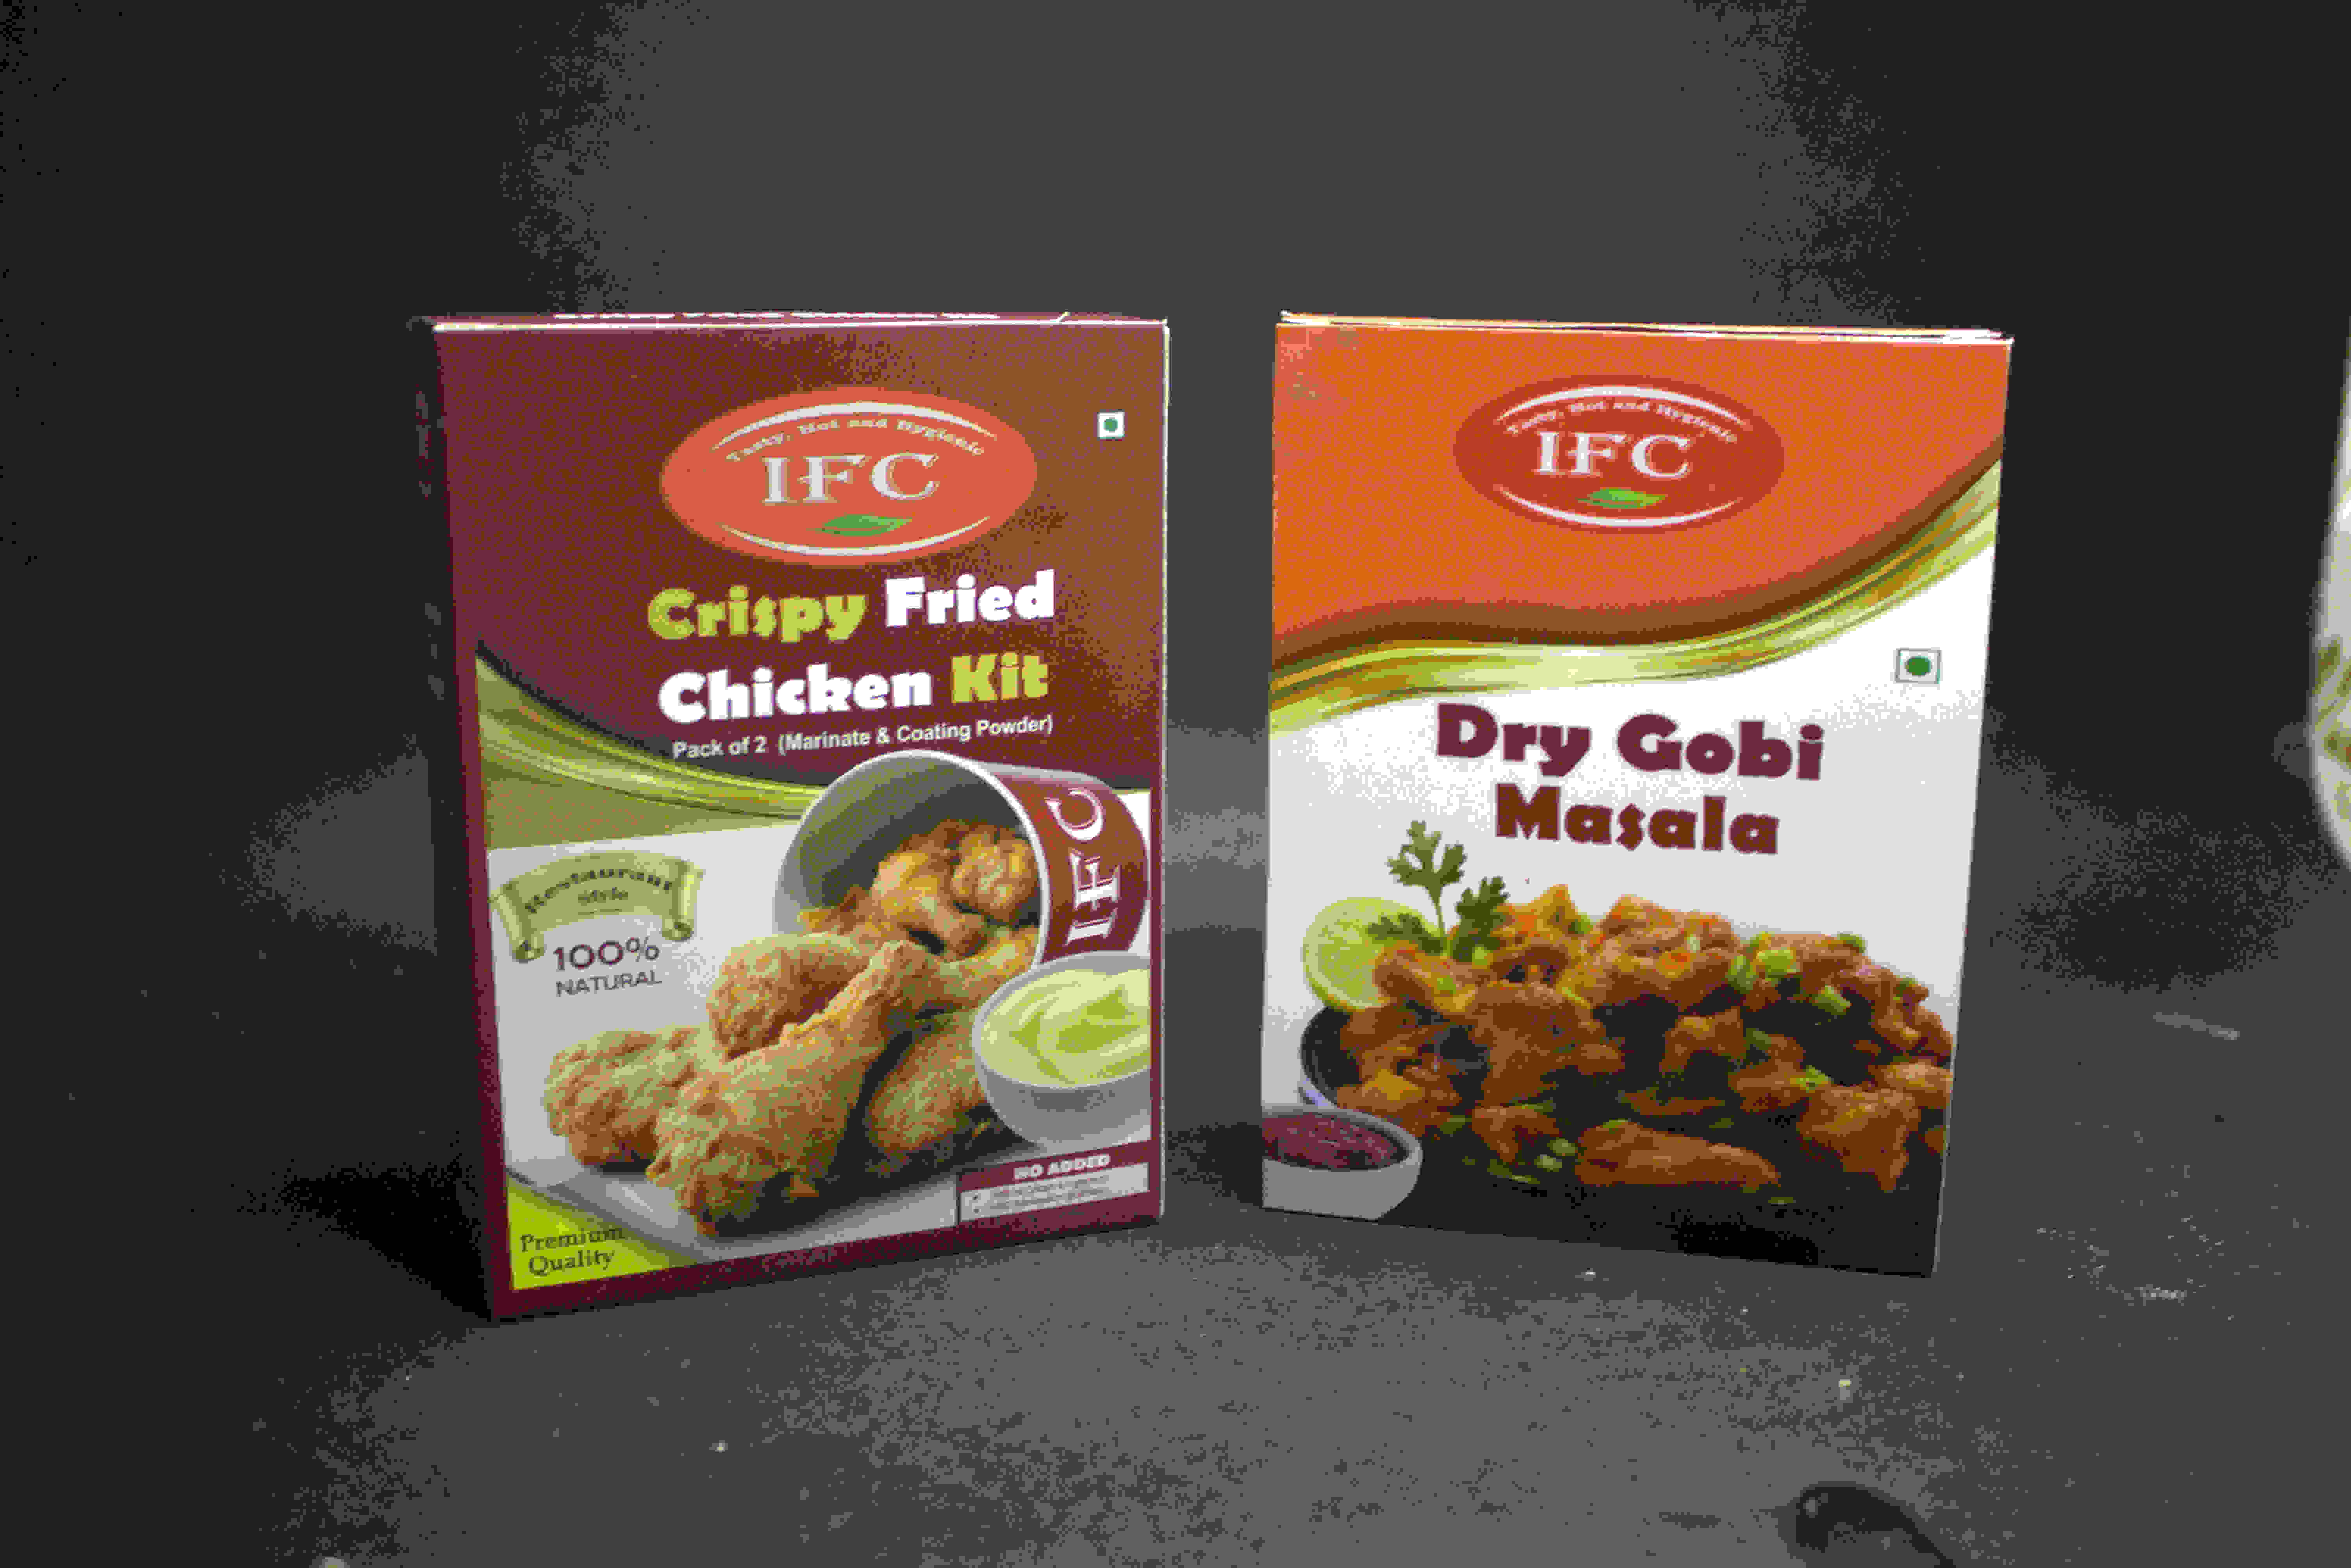 Tasty, Hot and Hygienic
IFC
Crispy Fried
Chicken Kit
Pack of 2 (Marinate & Coating Powder)
IFC
Restaurant
Style
100%
NATURAL
NO ADDED
Premium
Quality
Tasty, Hot and Hygienic
IFC
Dry Gobi
Masala